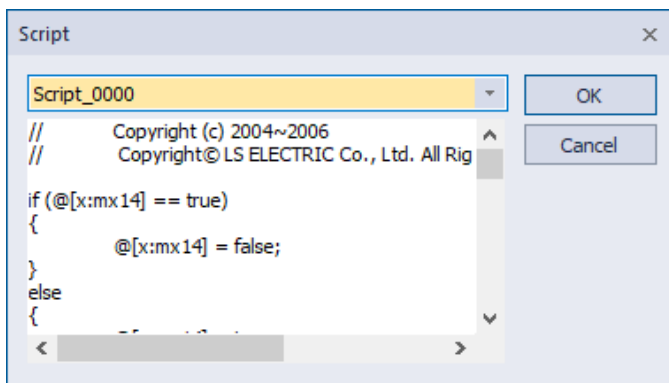 Script
Script_0000
OK
Cancel
// Copyright (c) 2004~2006
// Copyright© LS ELECTRIC Co., Ltd. All Rig
if (@[x:mx14] == true)
{
@[x:mx14] = false;
}
else
{